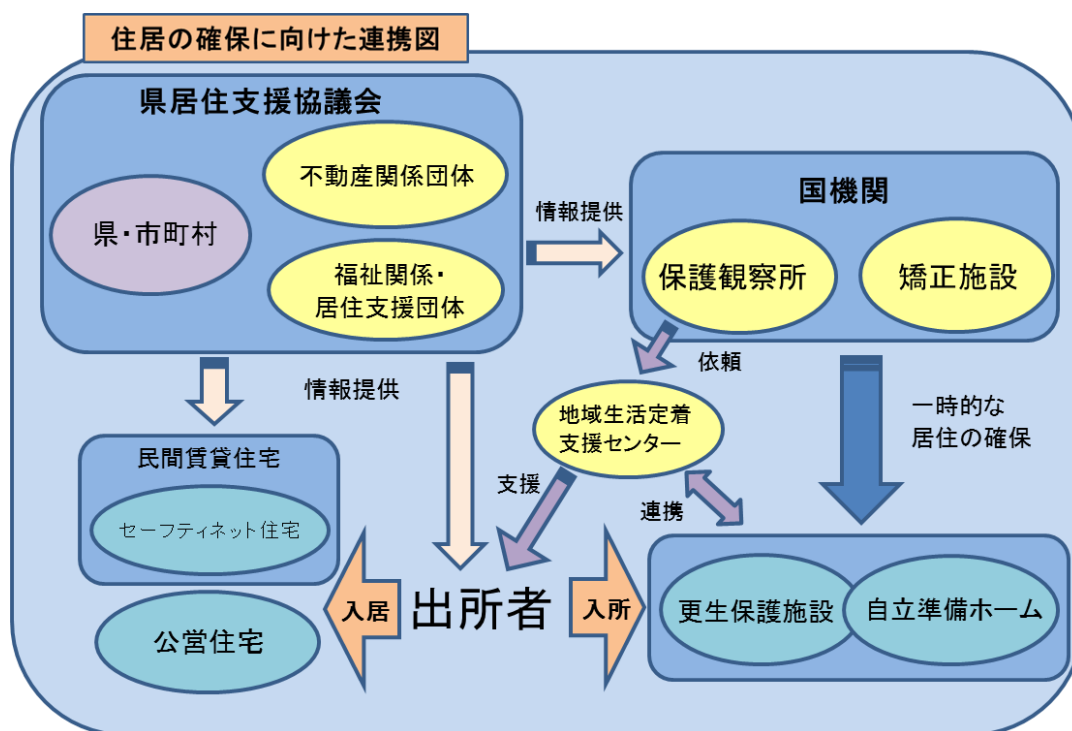 住居の確保に向けた連携図
県居住支援協議会
不動産関係団体
県・市町村
福祉関係・
居住支援団体
情報提供
国機関
保護観察所
矯正施設
依頼
情報提供
地域生活定着
支援センター
一時的な
居住の確保
民間賃貸住宅
セーフティネット住宅
支援
連携
入居
出所者
入所
更生保護施設
自立準備ホーム
公営住宅